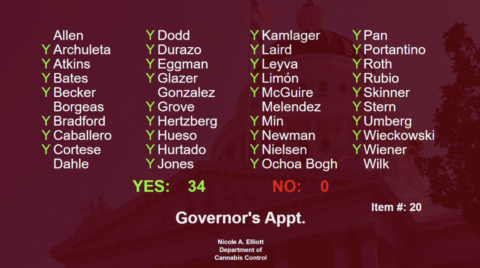 Allen
Y Archuleta
Y Atkins
Y Bates
Y Becker
Borgeas
Y Bradford
Y Caballero
Y Cortese
Dahle
Y Dodd
Y Durazo
Y Eggman
Y Glazer
Gonzalez
Y Grove
Y Hertzberg
Y Hueso
Y Hurtado
Y Jones
Y Kamlager
Y Laird
Y Leyva
Y Limón
Y McGuire
Melendez
Y Min
Y Newman
Y Nielsen
Y Ochoa Bogh
Y Pan
Y Portantino
Y Roth
Y Rubio
Y Skinner
Y Stern
Y Umberg
Y Wieckowski
Y Wiener
Wilk
YES: 34 NO: 0
Item #: 20
Governor's Appt.
Nicole A. Elliott
Department of
Cannabis Control